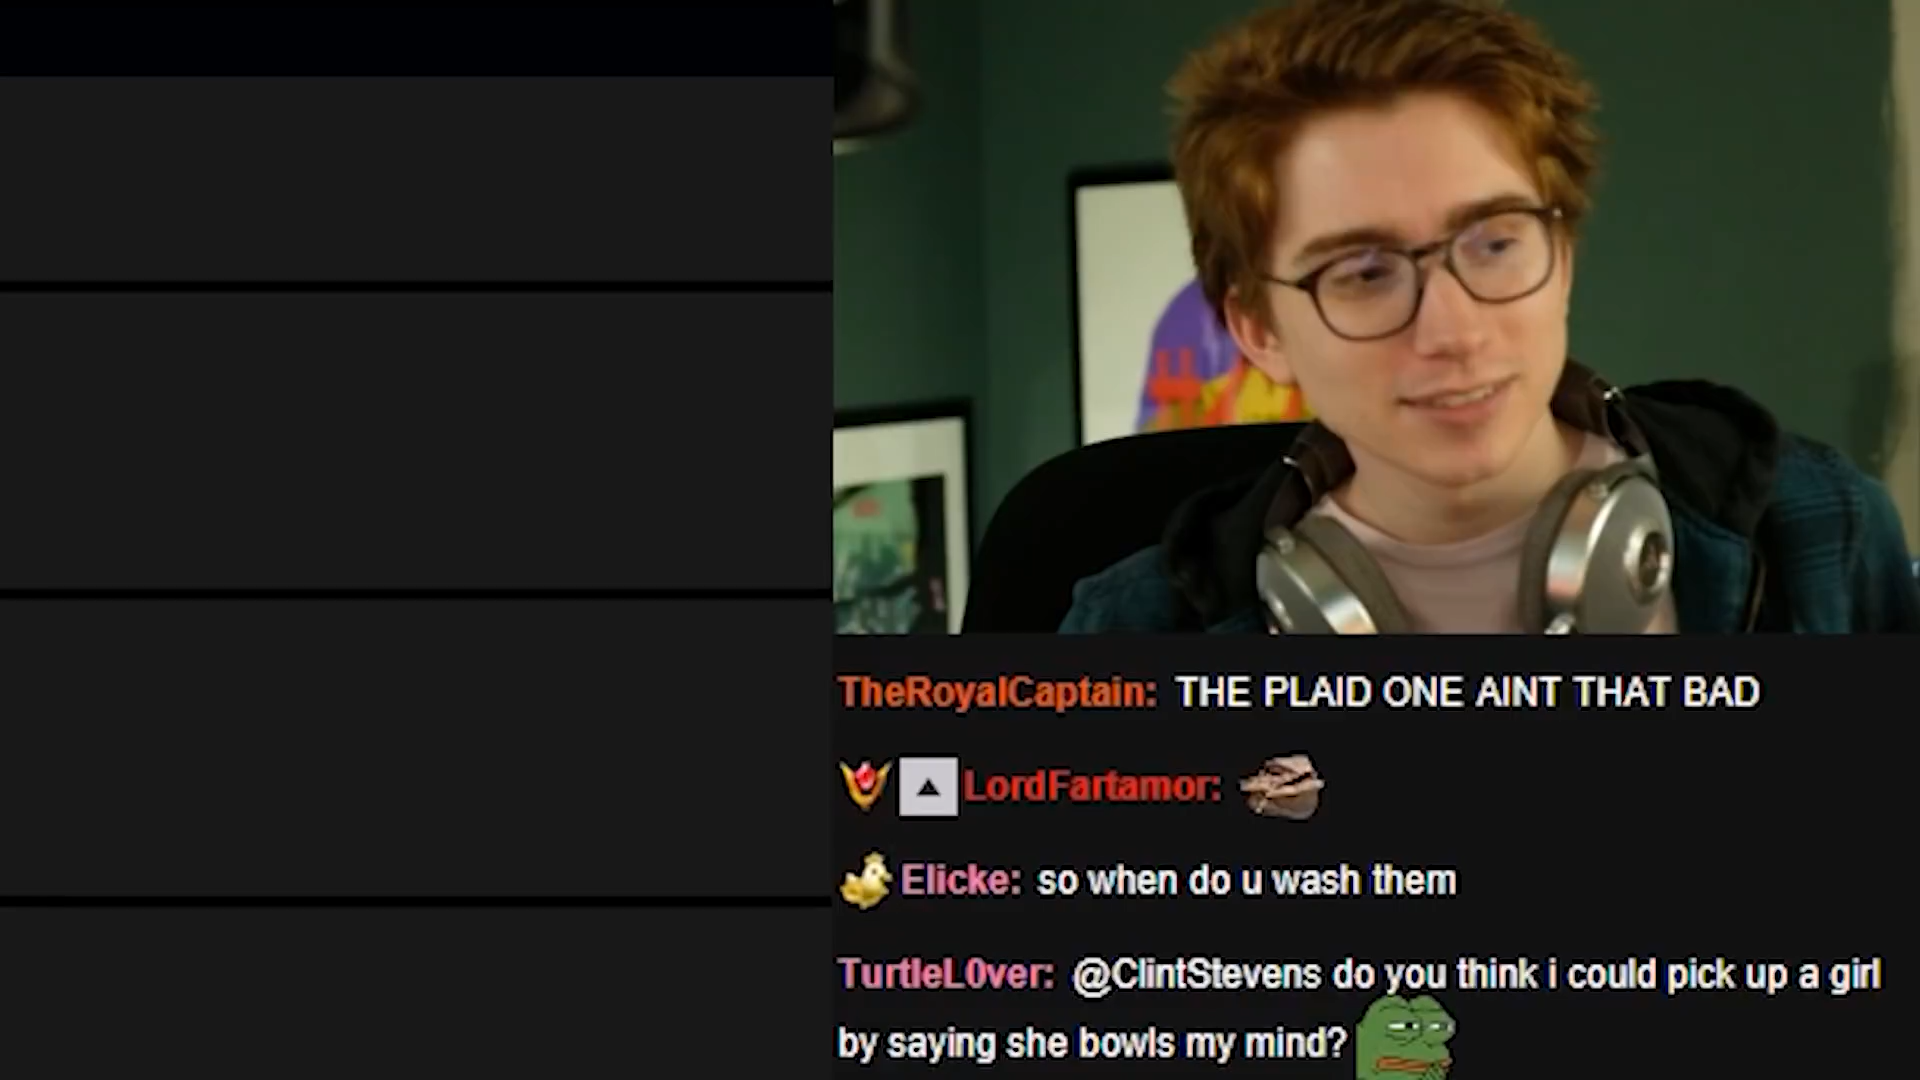 TheRoyalCaptain: THE PLAID ONE AINT THAT BAD
LordFartamor:
Elicke: so when do u wash them
TurtleL0ver: @ClintStevens do you think i could pick up a girl
by saying she bowls my mind?